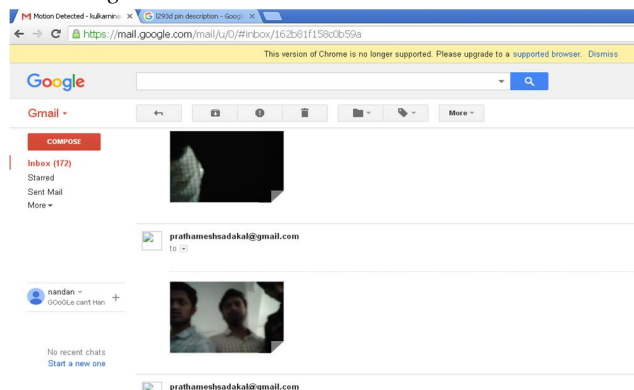 Motion Detected - kulkarnina
l293d pin description - Googl
https://mail.google.com/mail/u/0/#inbox/162b81f158c0b59a
This version of Chrome is no longer supported. Please upgrade to a supported browser. Dismiss
Google
Gmail
More
COMPOSE
Inbox (172)
Starred
Sent Mail
More
prathameshsadakal@gmail.com
to
nandan
GOoGLe can't Han
No recent chats
Start a new one
prathameshsadakal@gmail.com